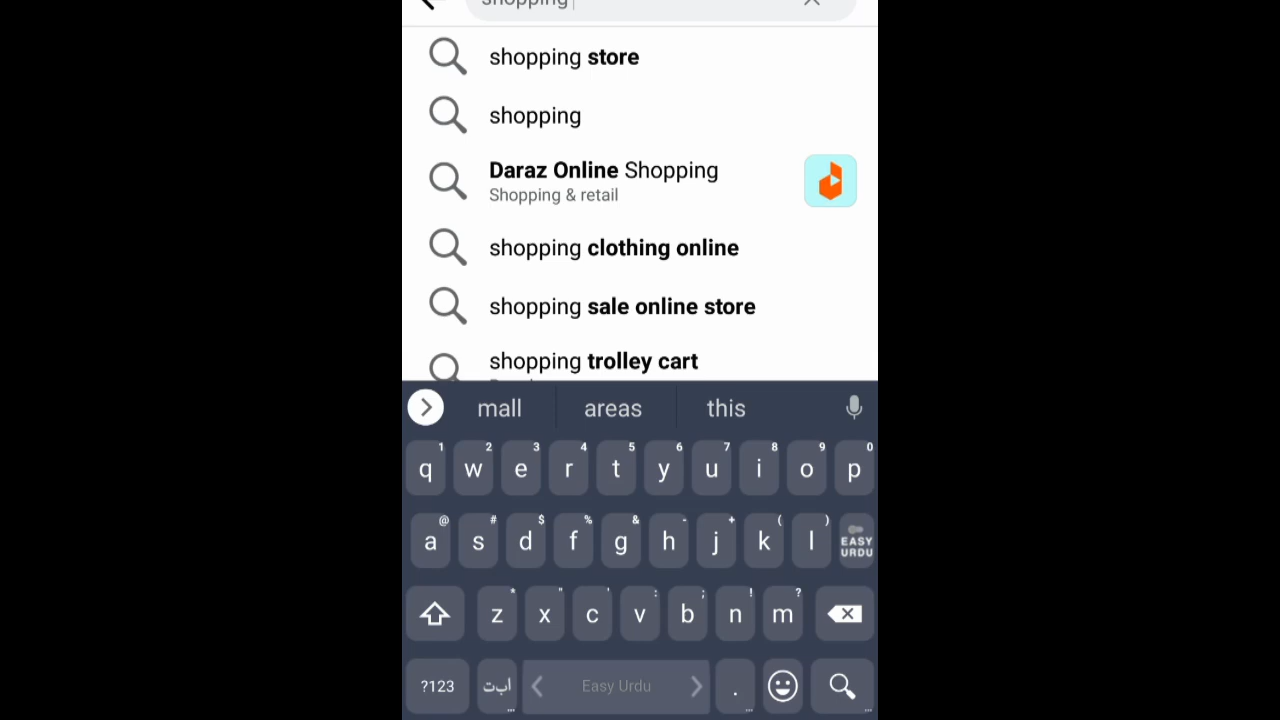 shopping
shopping store
shopping
Daraz Online Shopping
Shopping & retail
shopping clothing online
shopping sale online store
shopping trolley cart
mall areas this
1 2 3 4 5 6 7 8 9 0
q w e r t y u i o p
@ # $ % & - + ( )
a s d f g h j k l EASY URDU
* " ' : ; ! ?
z x c v b n m
?123 ابت Easy Urdu .